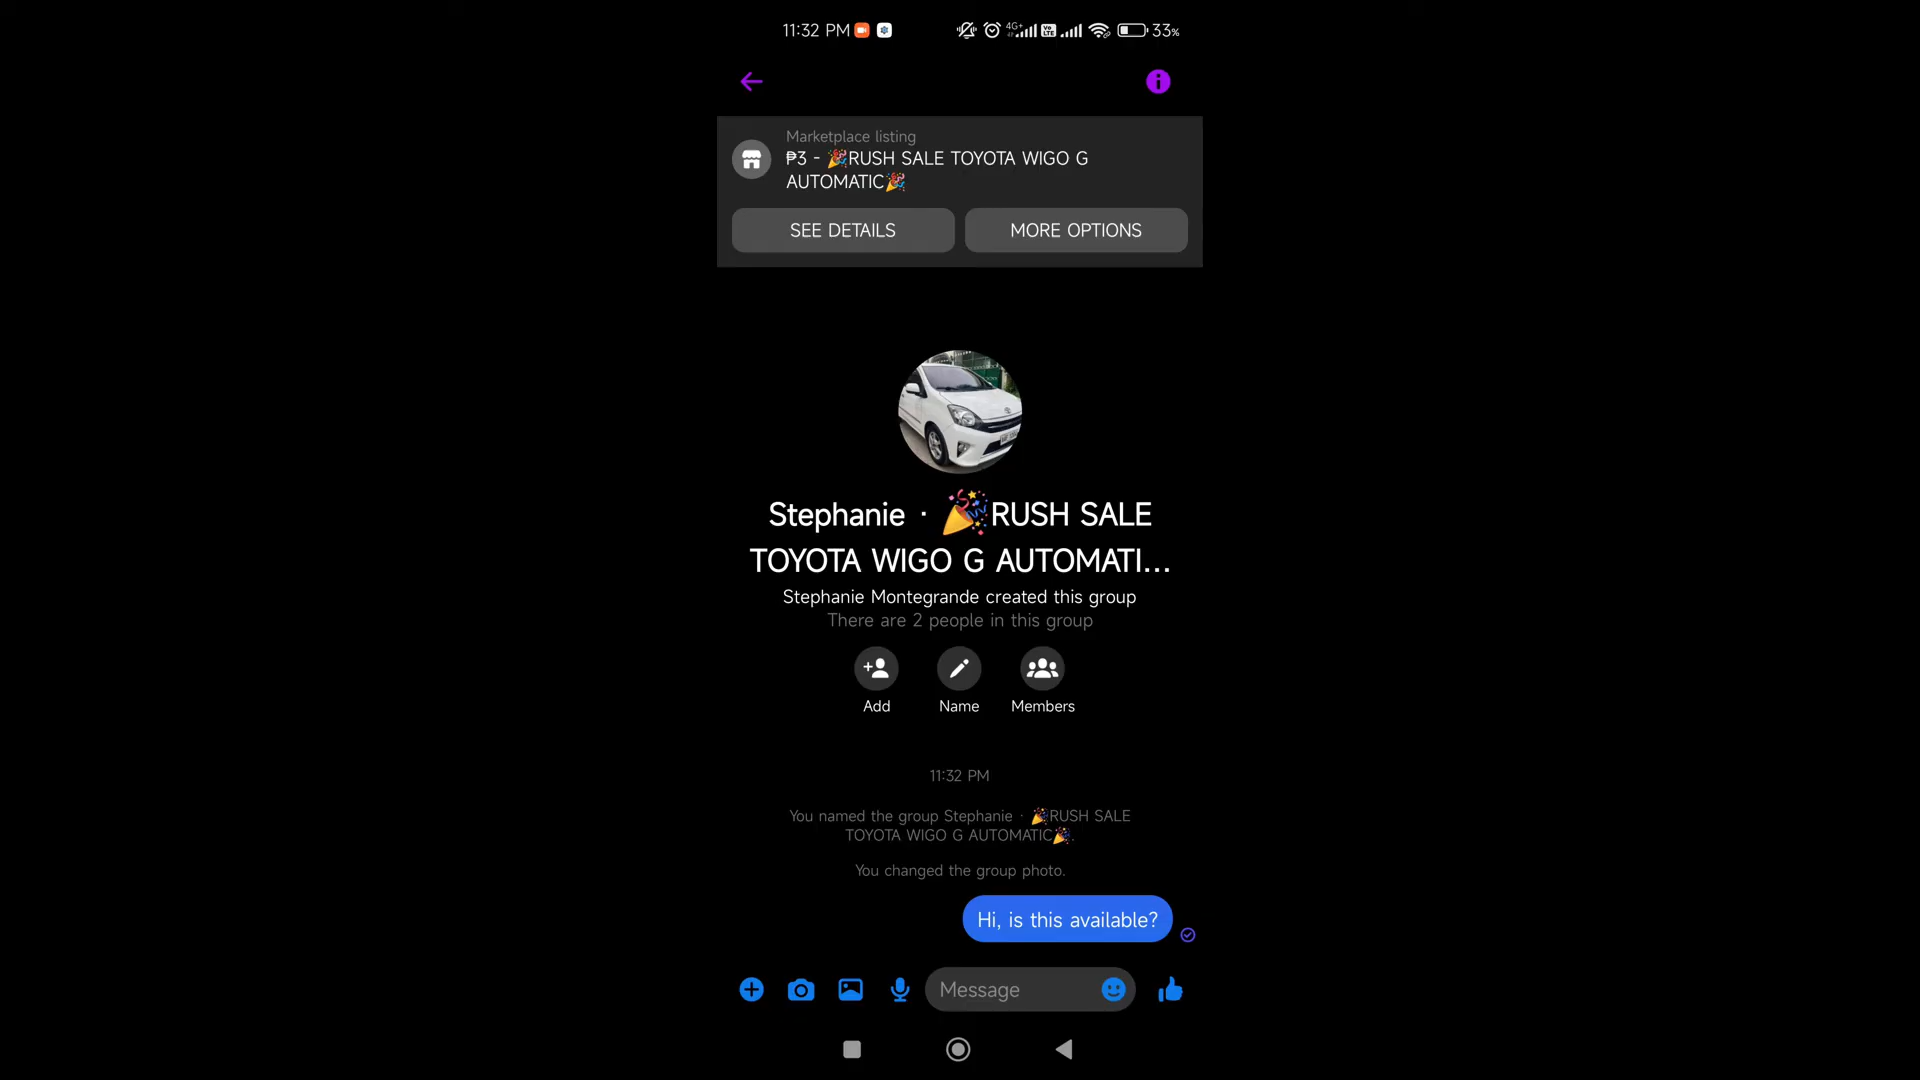 11:32 PM
4G+
33%
Marketplace listing
₱3 - 🎉RUSH SALE TOYOTA WIGO G
AUTOMATIC🎉
SEE DETAILS
MORE OPTIONS
Stephanie · 🎉RUSH SALE
TOYOTA WIGO G AUTOMATI...
Stephanie Montegrande created this group
There are 2 people in this group
Add
Name
Members
11:32 PM
You named the group Stephanie · 🎉RUSH SALE
TOYOTA WIGO G AUTOMATIC🎉.
You changed the group photo.
Hi, is this available?
Message